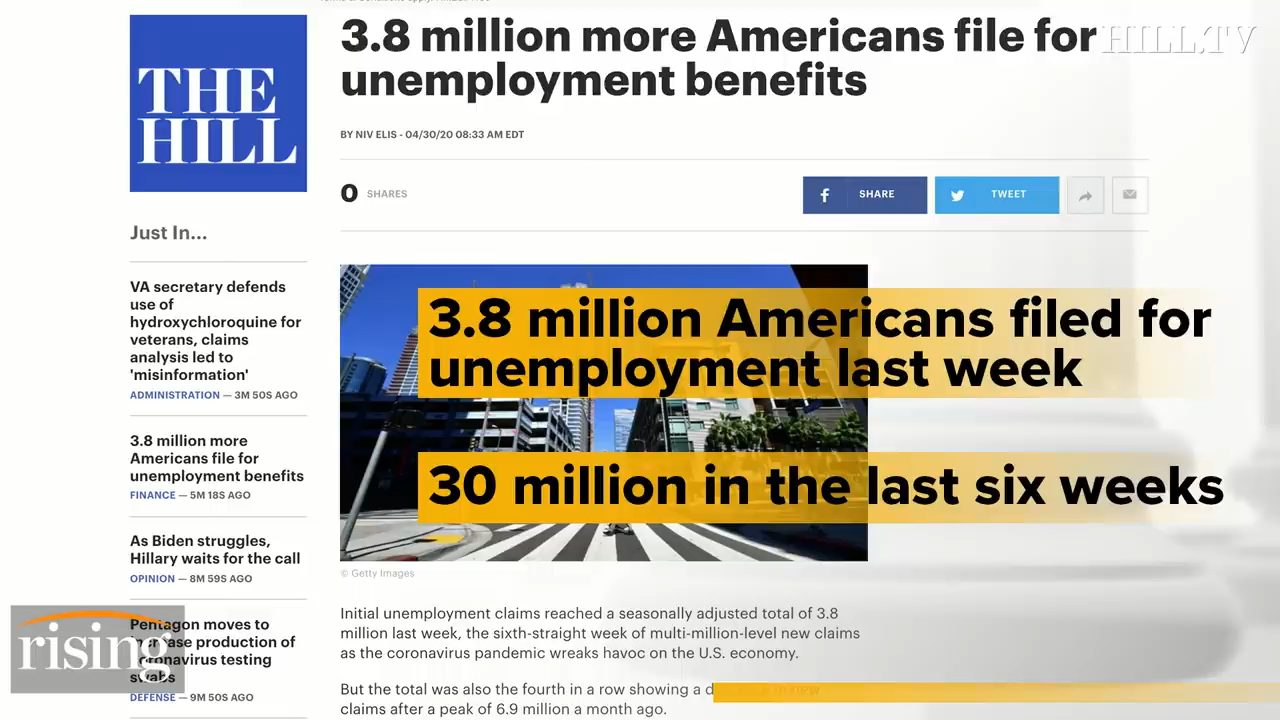 3.8 million more Americans file for
unemployment benefits
HILL.TV
THE
HILL
BY NIV ELIS - 04/30/20 08:33 AM EDT
0 SHARES
SHARE
TWEET
Just In...
VA secretary defends
use of
hydroxychloroquine for
veterans, claims
analysis led to
'misinformation'
ADMINISTRATION — 3M 50S AGO
3.8 million more
Americans file for
unemployment benefits
FINANCE — 5M 18S AGO
As Biden struggles,
Hillary waits for the call
OPINION — 8M 59S AGO
Pentagon moves to
increase production of
coronavirus testing
swabs
DEFENSE — 9M 50S AGO
rising
3.8 million Americans filed for
unemployment last week
30 million in the last six weeks
© Getty Images
Initial unemployment claims reached a seasonally adjusted total of 3.8
million last week, the sixth-straight week of multi-million-level new claims
as the coronavirus pandemic wreaks havoc on the U.S. economy.
But the total was also the fourth in a row showing a
claims after a peak of 6.9 million a month ago.